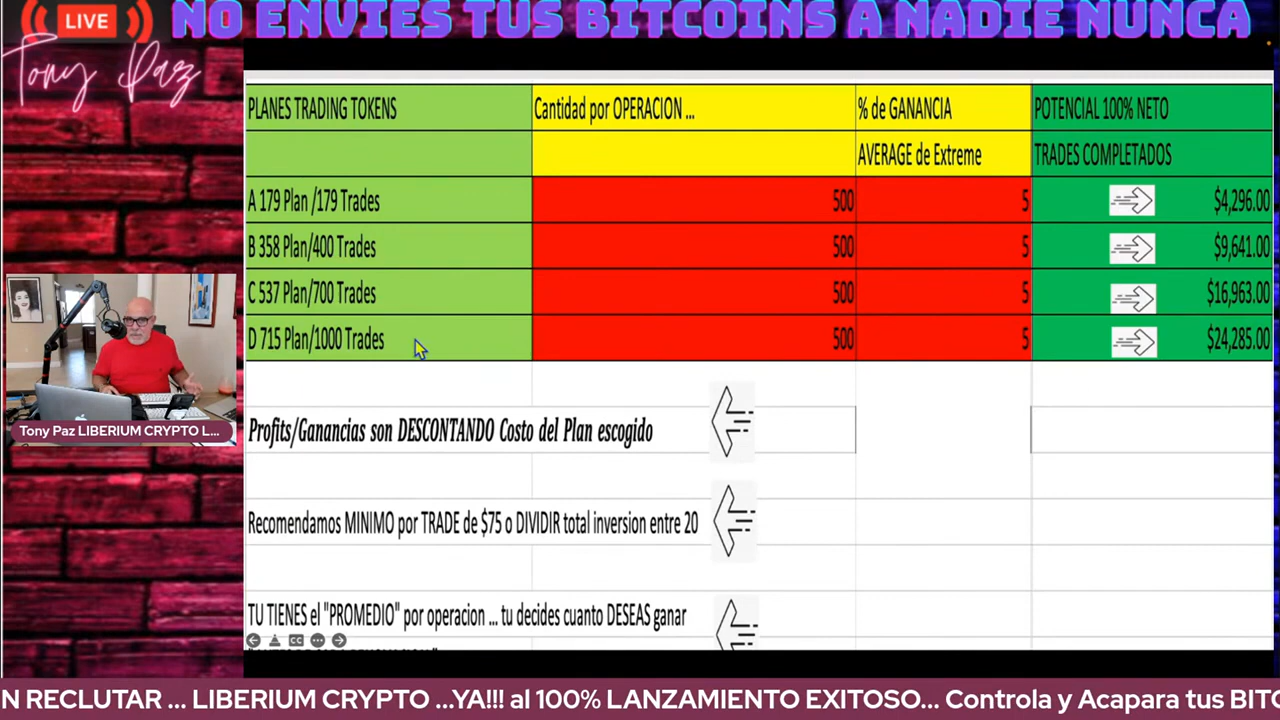 LIVE
NO ENVIES TUS BITCOINS A NADIE NUNCA
Tony Paz
PLANES TRADING TOKENS Cantidad por OPERACION ... % de GANANCIA POTENCIAL 100% NETO
AVERAGE de Extreme TRADES COMPLETADOS
A 179 Plan /179 Trades 500 5 $4,296.00
B 358 Plan/400 Trades 500 5 $9,641.00
C 537 Plan/700 Trades 500 5 $16,963.00
D 715 Plan/1000 Trades 500 5 $24,285.00
Tony Paz LIBERIUM CRYPTO L...
Profits/Ganancias son DESCONTANDO Costo del Plan escogido
Recomendamos MINIMO por TRADE de $75 o DIVIDIR total inversion entre 20
TU TIENES el "PROMEDIO" por operacion ... tu decides cuanto DESEAS ganar
CC
N RECLUTAR ... LIBERIUM CRYPTO ...YA!!! al 100% LANZAMIENTO EXITOSO... Controla y Acapara tus BITC